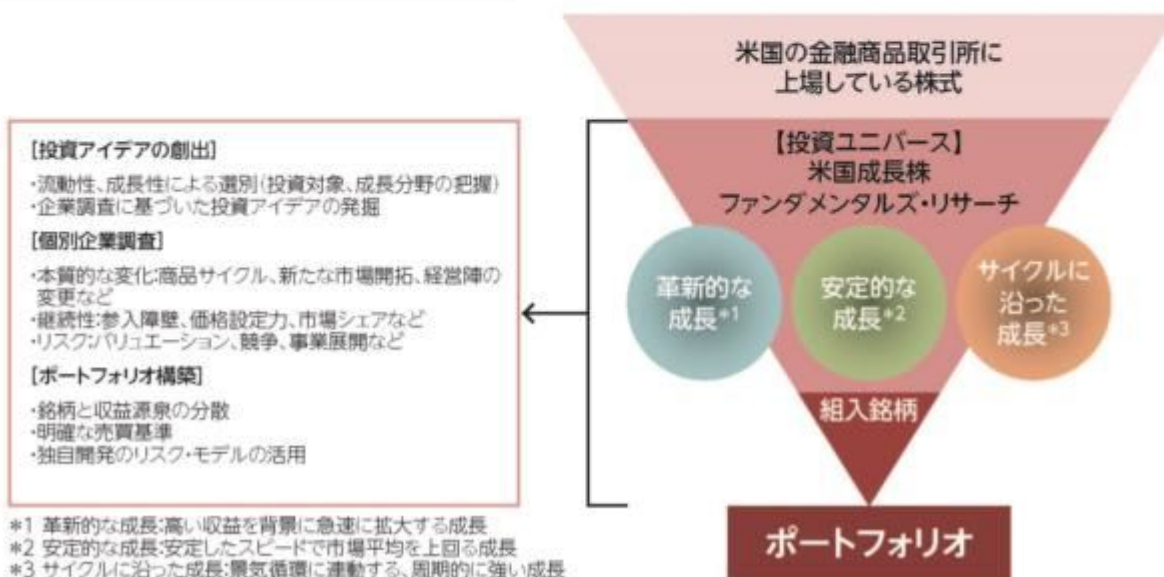 米国の金融商品取引所に
上場している株式
【投資ユニバース】
米国成長株
ファンダメンタルズ・リサーチ
革新的な
成長*1
安定的な
成長*2
サイクルに
沿った
成長*3
組入銘柄
ポートフォリオ
[投資アイデアの創出]
・流動性、成長性による選別(投資対象、成長分野の把握)
・企業調査に基づいた投資アイデアの発掘
[個別企業調査]
・本質的な変化:商品サイクル、新たな市場開拓、経営陣の
変更など
・継続性:参入障壁、価格設定力、市場シェアなど
・リスク:バリュエーション、競争、事業展開など
[ポートフォリオ構築]
・銘柄と収益源泉の分散
・明確な売買基準
・独自開発のリスク・モデルの活用
*1 革新的な成長:高い収益を背景に急速に拡大する成長
*2 安定的な成長:安定したスピードで市場平均を上回る成長
*3 サイクルに沿った成長:景気循環に連動する、周期的に強い成長